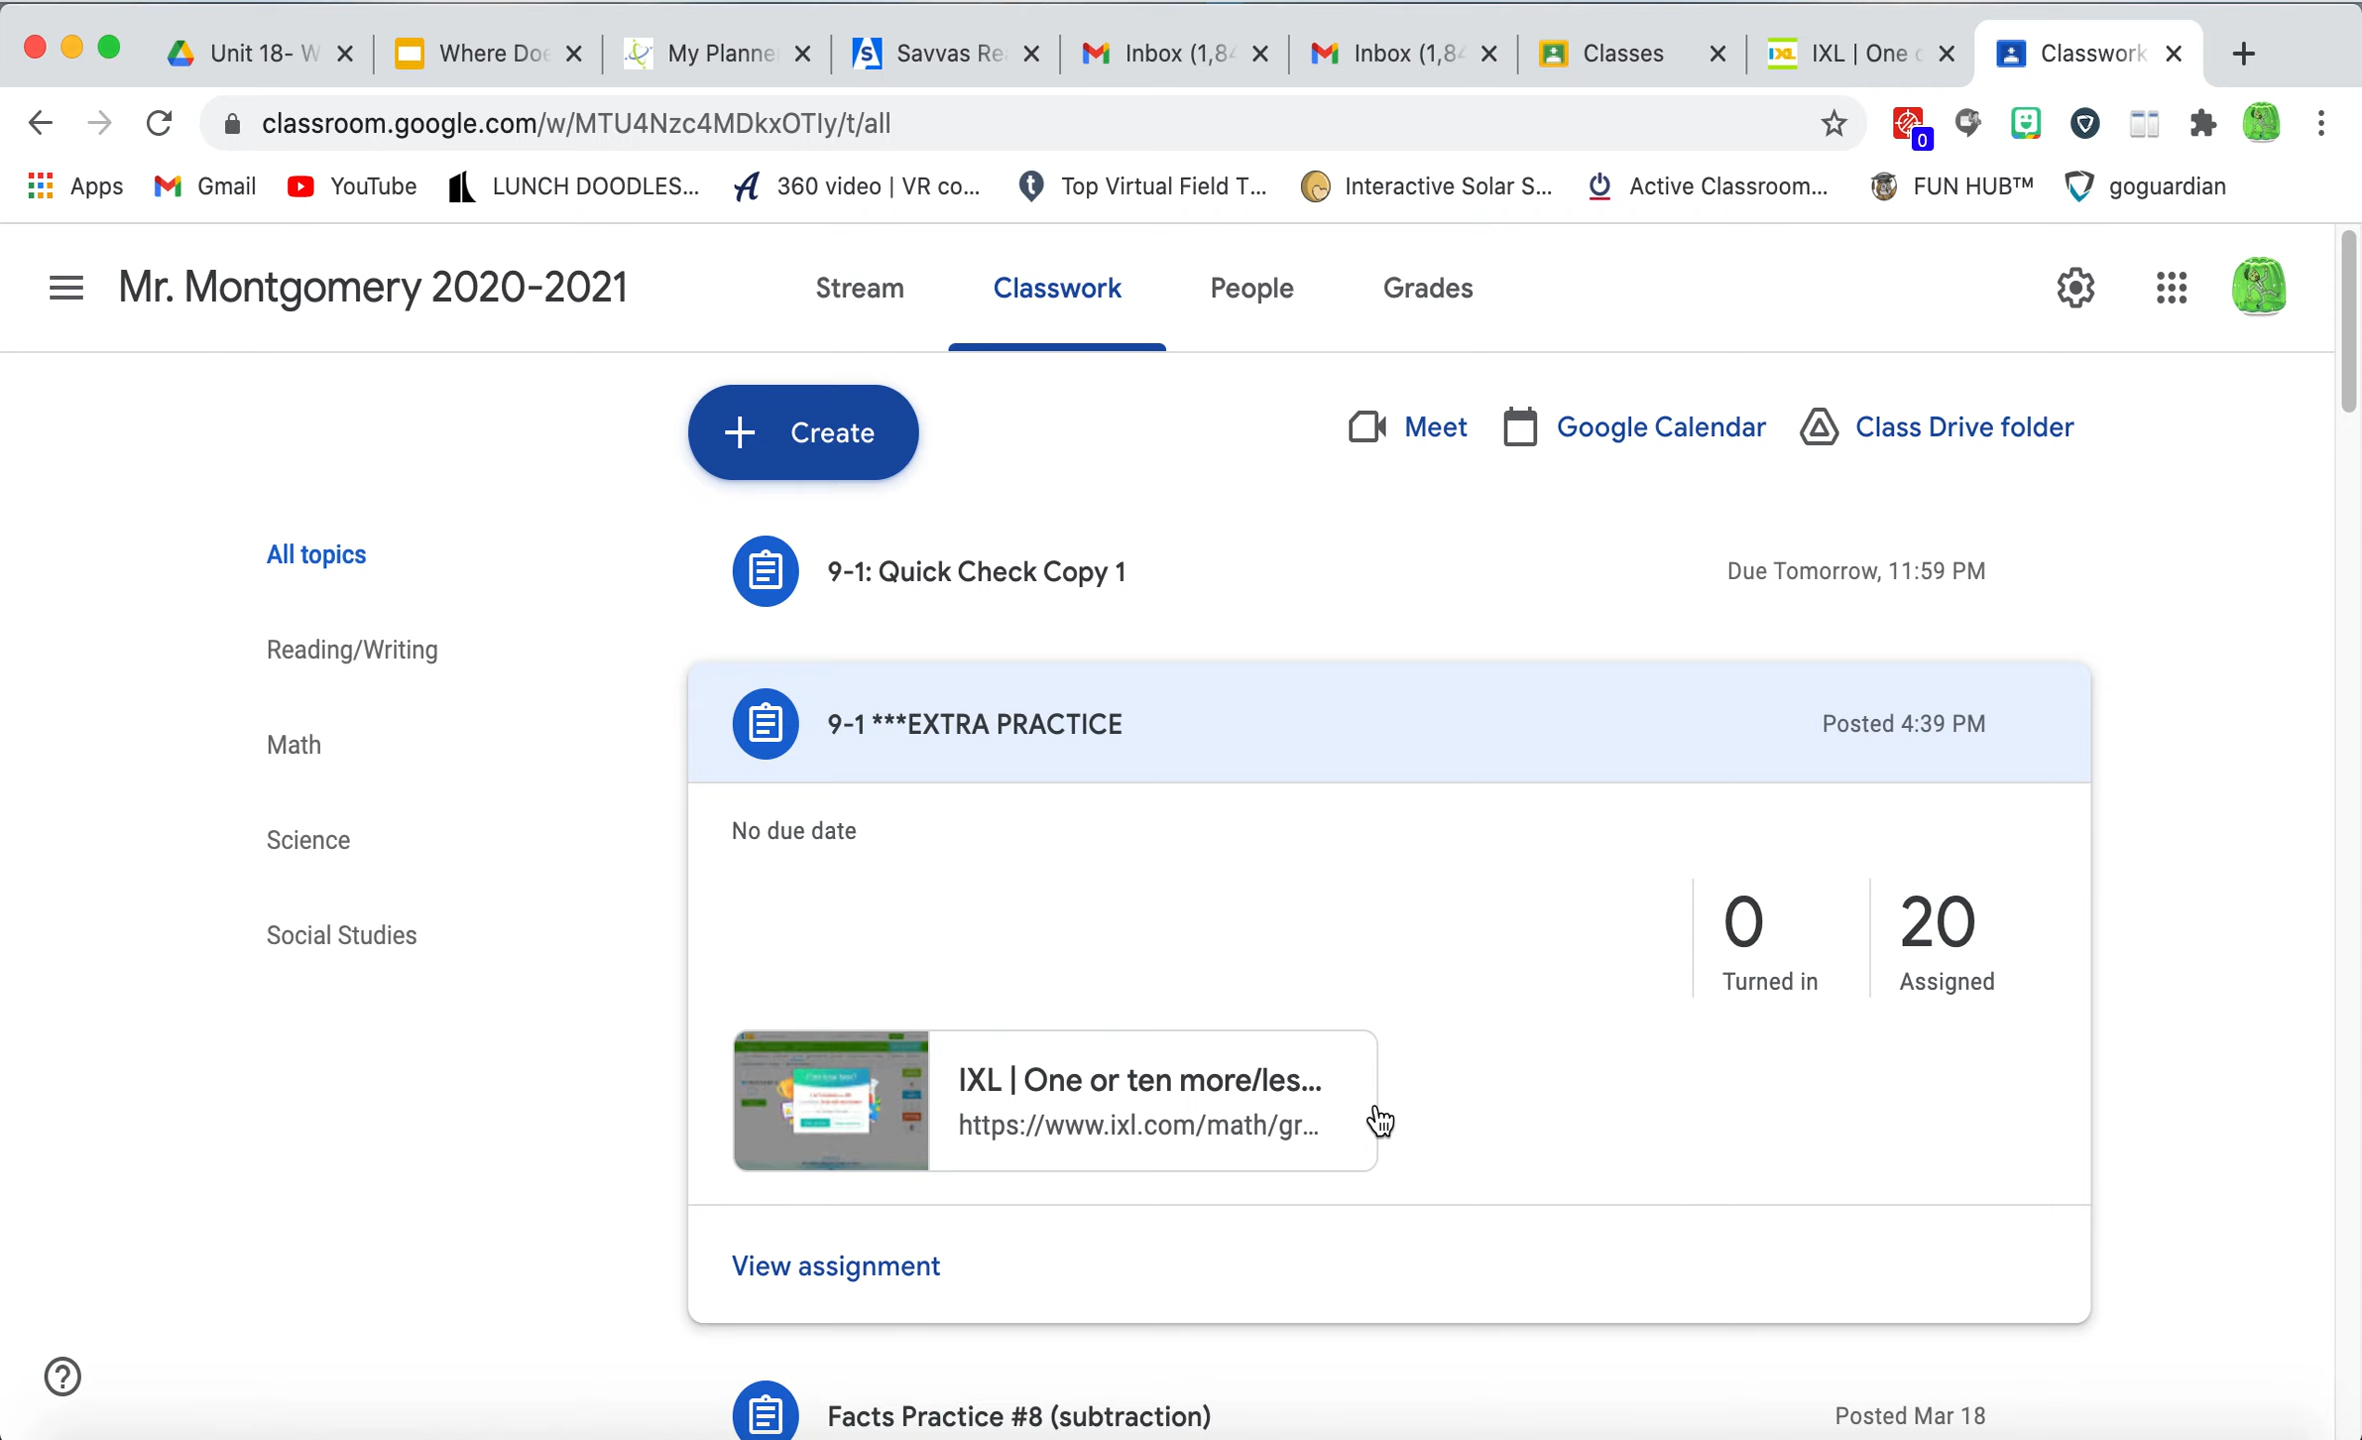 Unit 18- W
Where Doe
My Planne
Savvas Re
Inbox (1,84
Inbox (1,84
Classes
IXL | One o
Classwork
classroom.google.com/w/MTU4Nzc4MDkxOTIy/t/all
0
Apps
Gmail
YouTube
LUNCH DOODLES...
360 video | VR co...
Top Virtual Field T...
Interactive Solar S...
Active Classroom...
FUN HUB™
goguardian
Mr. Montgomery 2020-2021
Stream
Classwork
People
Grades
Create
Meet
Google Calendar
Class Drive folder
All topics
Reading/Writing
Math
Science
Social Studies
9-1: Quick Check Copy 1
Due Tomorrow, 11:59 PM
9-1 ***EXTRA PRACTICE
Posted 4:39 PM
No due date
0
Turned in
20
Assigned
IXL | One or ten more/les...
https://www.ixl.com/math/gr...
View assignment
Facts Practice #8 (subtraction)
Posted Mar 18